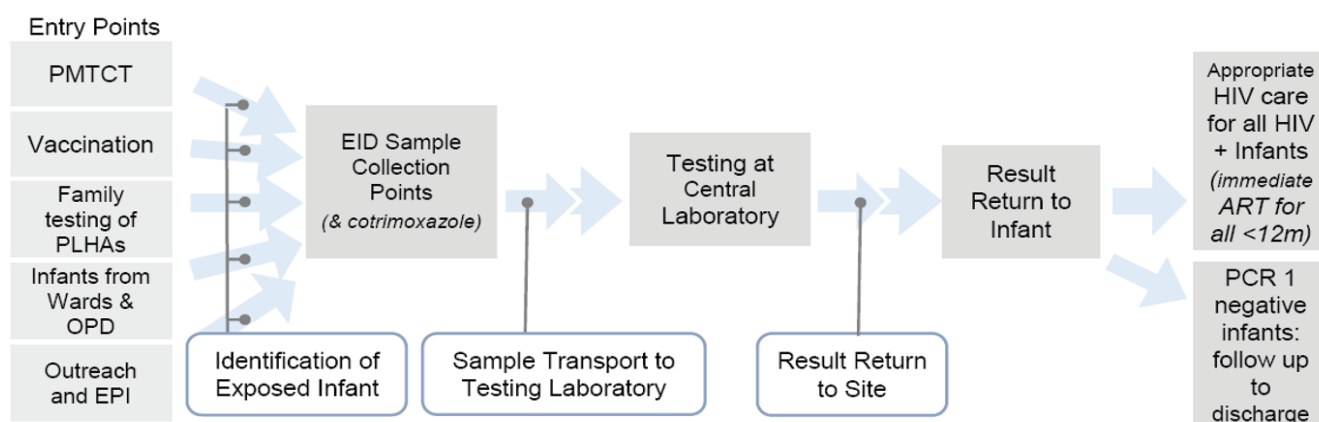 Entry Points
PMTCT
Vaccination
Family
testing of
PLHAs
Infants from
Wards &
OPD
Outreach
and EPI
Identification of
Exposed Infant
EID Sample
Collection
Points
(& cotrimoxazole)
Sample Transport to
Testing Laboratory
Testing at
Central
Laboratory
Result Return
to Site
Result
Return to
Infant
Appropriate
HIV care
for all HIV
+ Infants
(immediate
ART for
all <12m)
PCR 1
negative
infants:
follow up
to
discharge